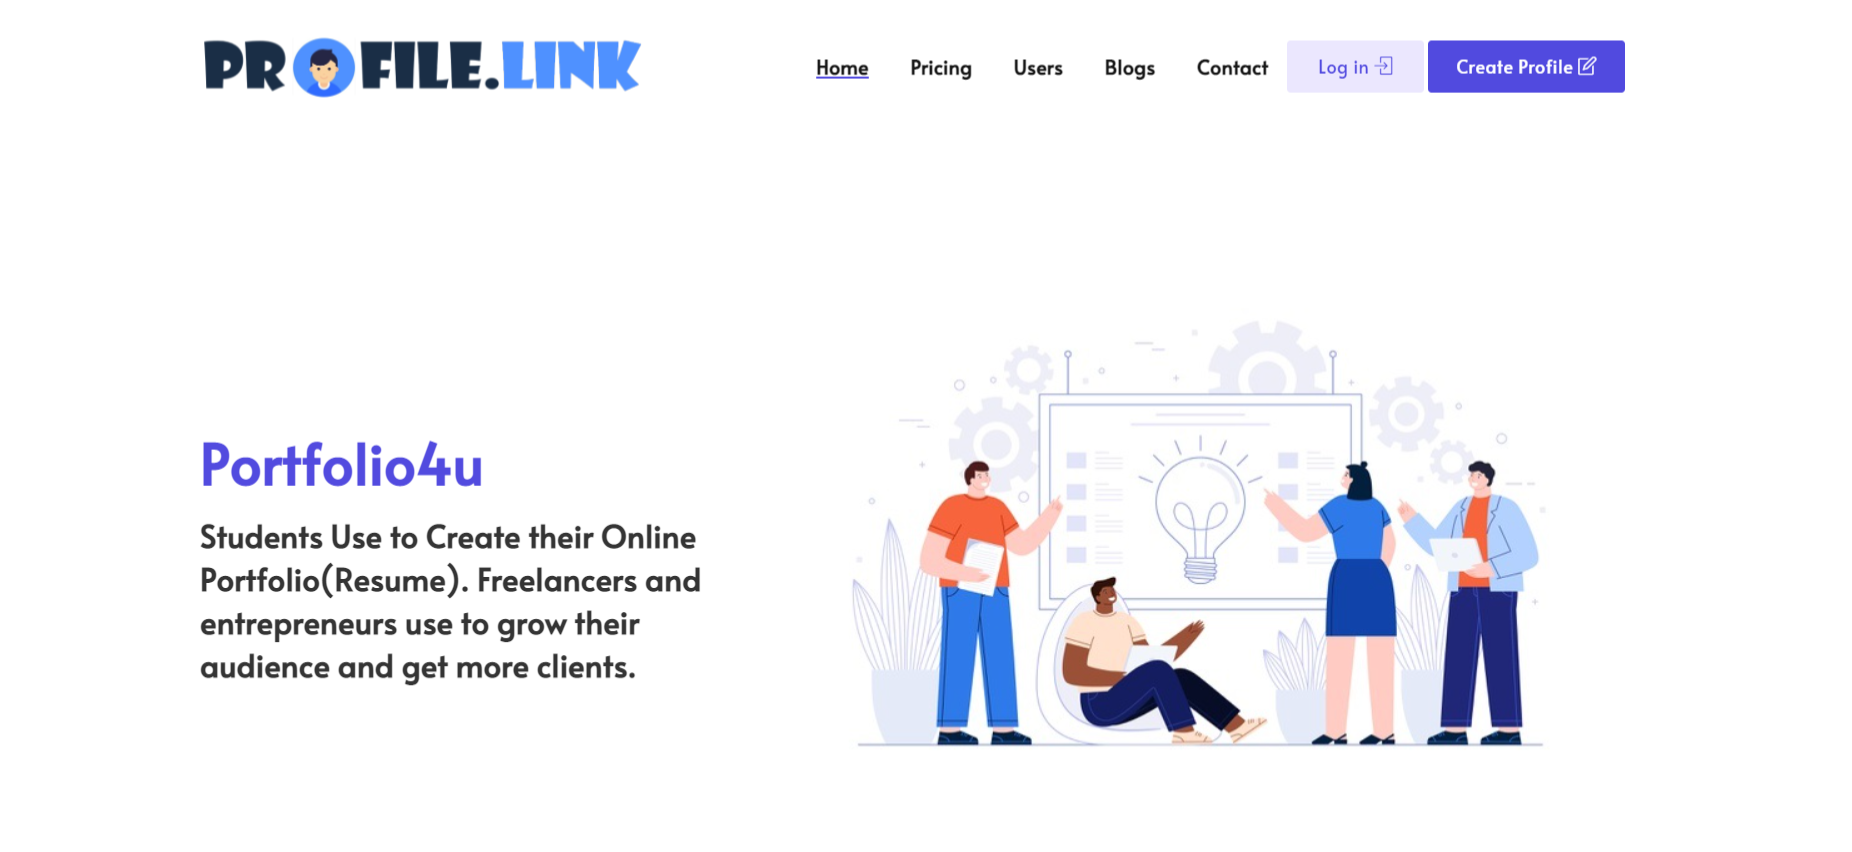 PROFILE.LINK
Home Pricing Users Blogs Contact Log in Create Profile
Portfolio4u
Students Use to Create their Online
Portfolio(Resume). Freelancers and
entrepreneurs use to grow their
audience and get more clients.